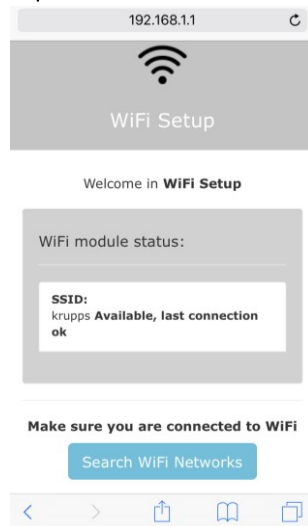 192.168.1.1
WiFi Setup
Welcome in WiFi Setup
WiFi module status:
SSID:
krupps Available, last connection
ok
Make sure you are connected to WiFi
Search WiFi Networks